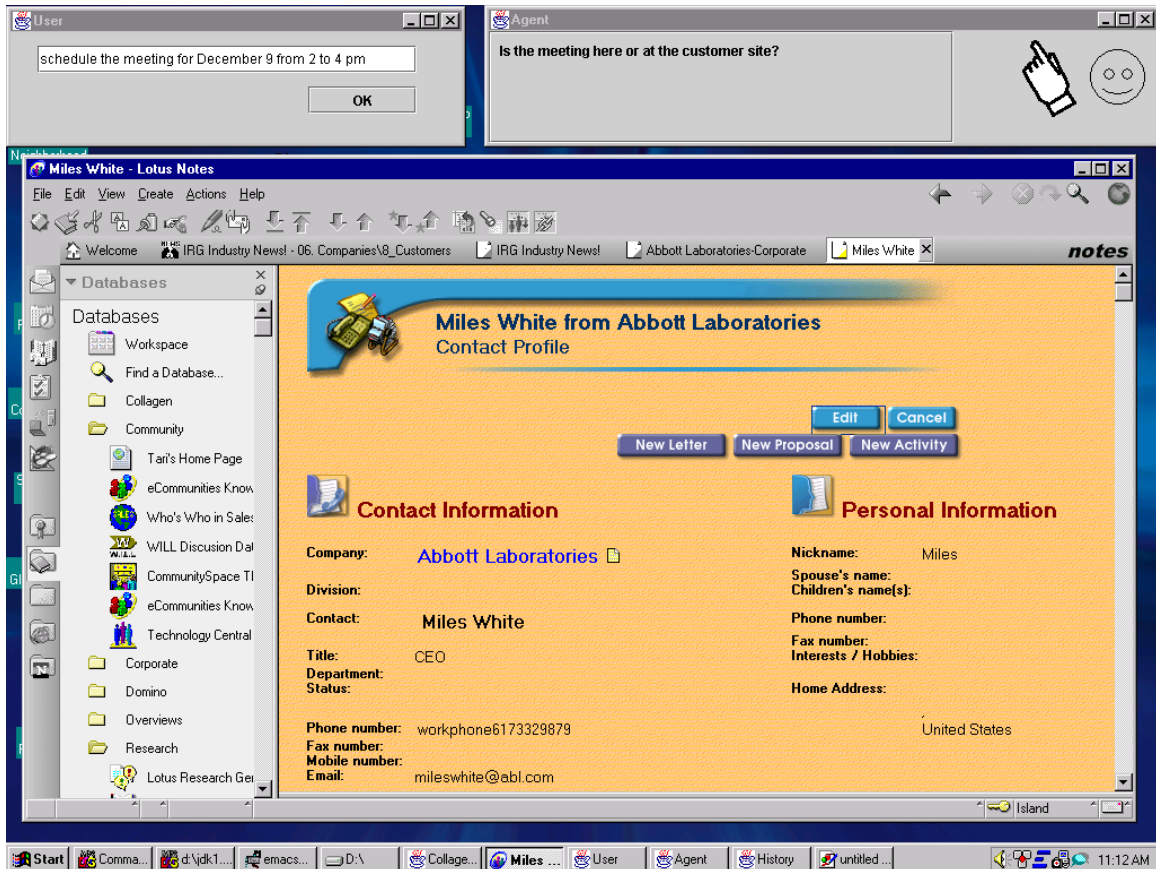 User
schedule the meeting for December 9 from 2 to 4 pm
OK
Agent
Is the meeting here or at the customer site?
Miles White - Lotus Notes
File Edit View Create Actions Help
Welcome
IRG Industry News! - 06. Companies\8_Customers
IRG Industry News!
Abbott Laboratories-Corporate
Miles White
notes
Databases
Databases
Workspace
Find a Database...
Collagen
Community
Tari's Home Page
eCommunities Know
Who's Who in Sales
WILL Discusion Dat
CommunitySpace Tl
eCommunities Know
Technology Central
Corporate
Domino
Overviews
Research
Lotus Research Ger
Miles White from Abbott Laboratories
Contact Profile
Edit Cancel
New Letter New Proposal New Activity
Contact Information
Company: Abbott Laboratories
Division:
Contact: Miles White
Title: CEO
Department:
Status:
Phone number: workphone6173329879
Fax number:
Mobile number:
Email: mileswhite@abl.com
Personal Information
Nickname: Miles
Spouse's name:
Children's name(s):
Phone number:
Fax number:
Interests / Hobbies:
Home Address:
United States
Island
Start Comma... d:\jdk1.... emacs... D:\ Collage... Miles ... User Agent History untitled ... 11:12 AM